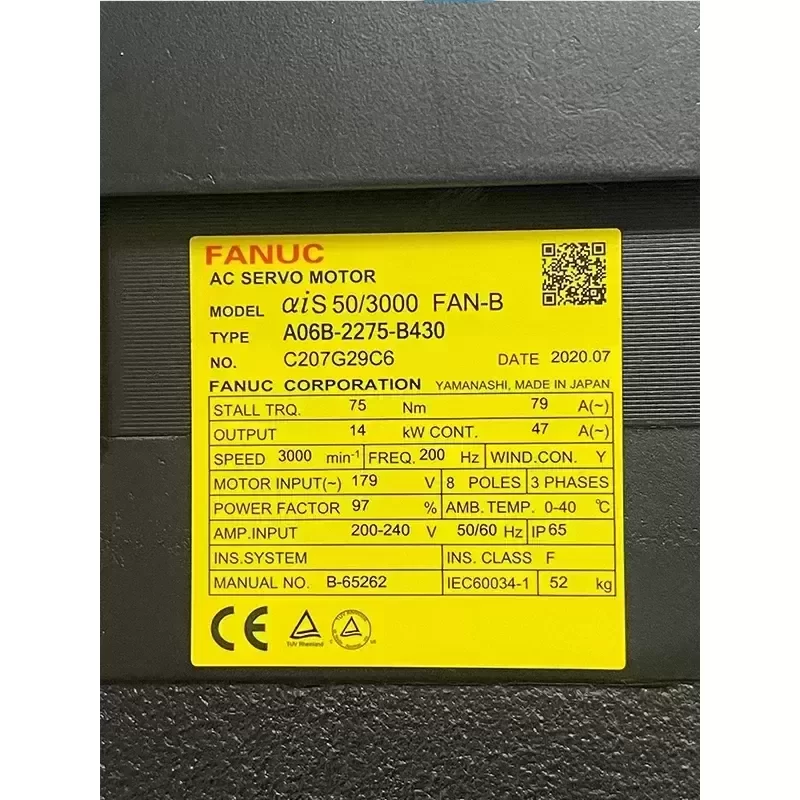 FANUC
AC SERVO MOTOR
MODEL αiS 50/3000 FAN-B
TYPE A06B-2275-B430
NO. C207G29C6 DATE 2020.07
FANUC CORPORATION YAMANASHI, MADE IN JAPAN
STALL TRQ. 75 Nm 79 A(~)
OUTPUT 14 kW CONT. 47 A(~)
SPEED 3000 min-1 FREQ. 200 Hz WIND.CON. Y
MOTOR INPUT(~) 179 V 8 POLES 3 PHASES
POWER FACTOR 97 % AMB.TEMP. 0-40 °C
AMP.INPUT 200-240 V 50/60 Hz IP 65
INS.SYSTEM INS. CLASS F
MANUAL NO. B-65262 IEC60034-1 52 kg
CE
TUV Rheinland